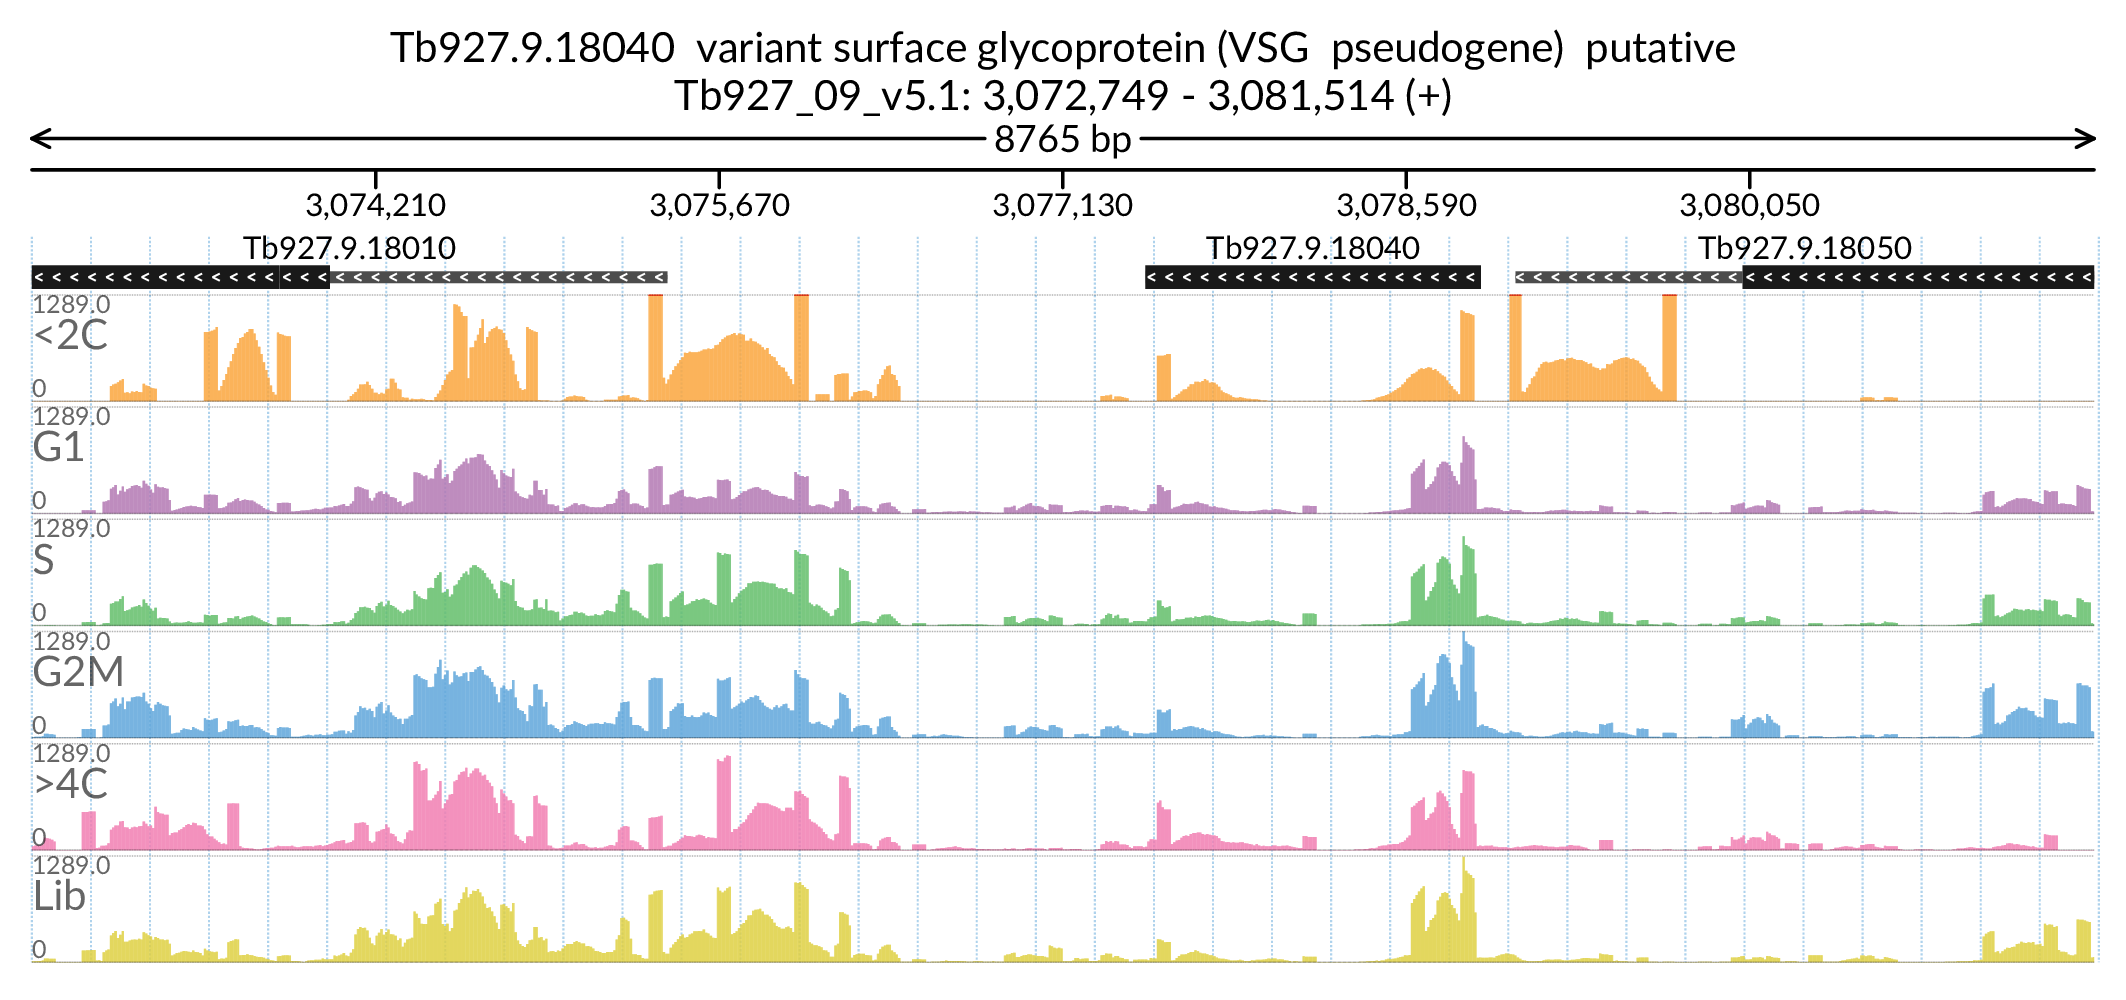 Tb927.9.18040  variant surface glycoprotein (VSG  pseudogene)  putative
Tb927_09_v5.1: 3,072,749 - 3,081,514 (+)
8765 bp
3,074,210 3,075,670 3,077,130 3,078,590 3,080,050
Tb927.9.18010 Tb927.9.18040 Tb927.9.18050
1289.0
<2C
0
1289.0
G1
0
1289.0
S
0
1289.0
G2M
0
1289.0
>4C
0
1289.0
Lib
0